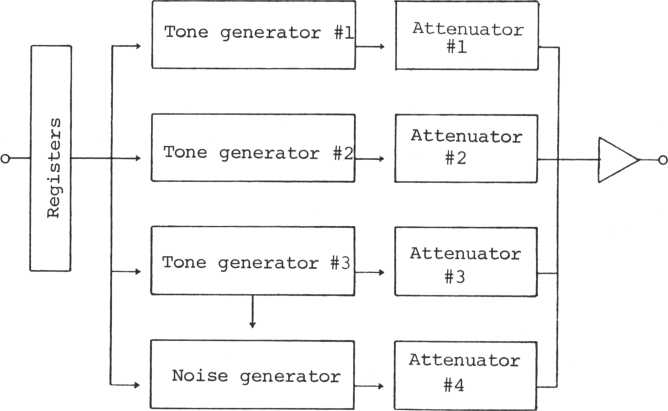 Registers
Tone generator #1
Attenuator
#1
Tone generator #2
Attenuator
#2
Tone generator #3
Attenuator
#3
Noise generator
Attenuator
#4